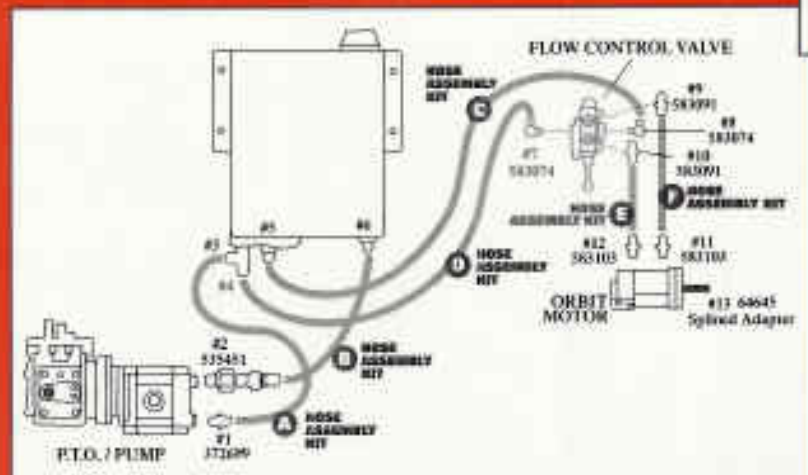 FLOW CONTROL VALVE
HOSE
ASSEMBLY
KIT
C
#9
583091
#8
583074
#7
583074
#10
583091
F HOSE
ASSEMBLY KIT
HOSE
ASSEMBLY KIT E
#12
583103
#11
583103
#3
#5
#6
#4
D HOSE
ASSEMBLY
KIT
ORBIT
MOTOR
#13 64645
Splined Adapter
#2
B HOSE
ASSEMBLY
KIT
A HOSE
ASSEMBLY
KIT
#1
P.T.O. / PUMP